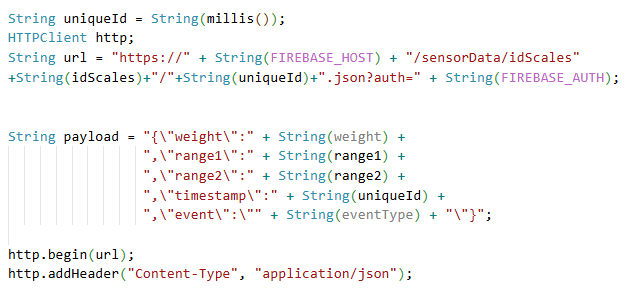 String uniqueId = String(millis());
HTTPClient http;
String url = "https://" + String(FIREBASE_HOST) + "/sensorData/idScales"
+String(idScales)+"/"+String(uniqueId)+".json?auth=" + String(FIREBASE_AUTH);
String payload = "{\"weight\":" + String(weight) +
",\"range1\":" + String(range1) +
",\"range2\":" + String(range2) +
",\"timestamp\":" + String(uniqueId) +
",\"event\":\"" + String(eventType) + "\"}";
http.begin(url);
http.addHeader("Content-Type", "application/json");